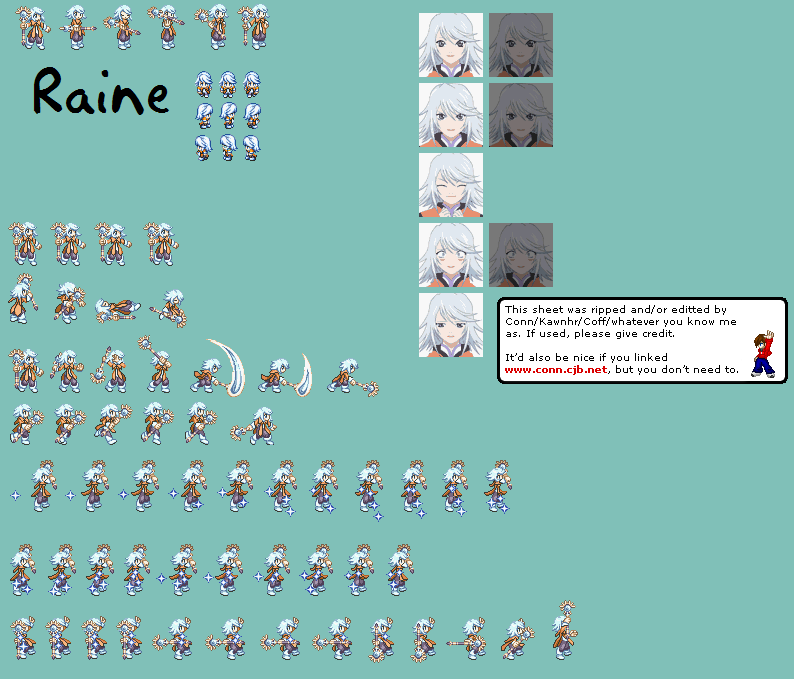 Raine
This sheet was ripped and/or editted by
Conn/Kawnhr/Coff/whatever you know me
as. If used, please give credit.
It'd also be nice if you linked
www.conn.cjb.net, but you don't need to.